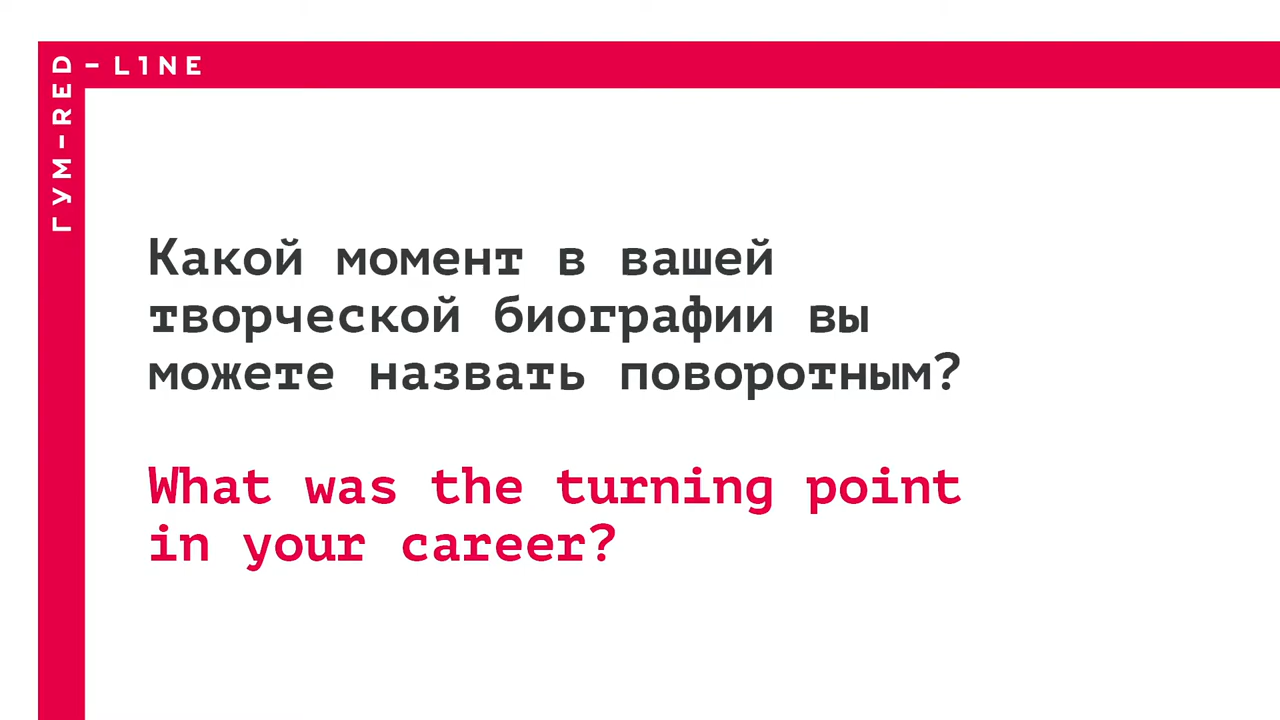 ГУМ-RED-L1NE
Какой момент в вашей
творческой биографии вы
можете назвать поворотным?
What was the turning point
in your career?